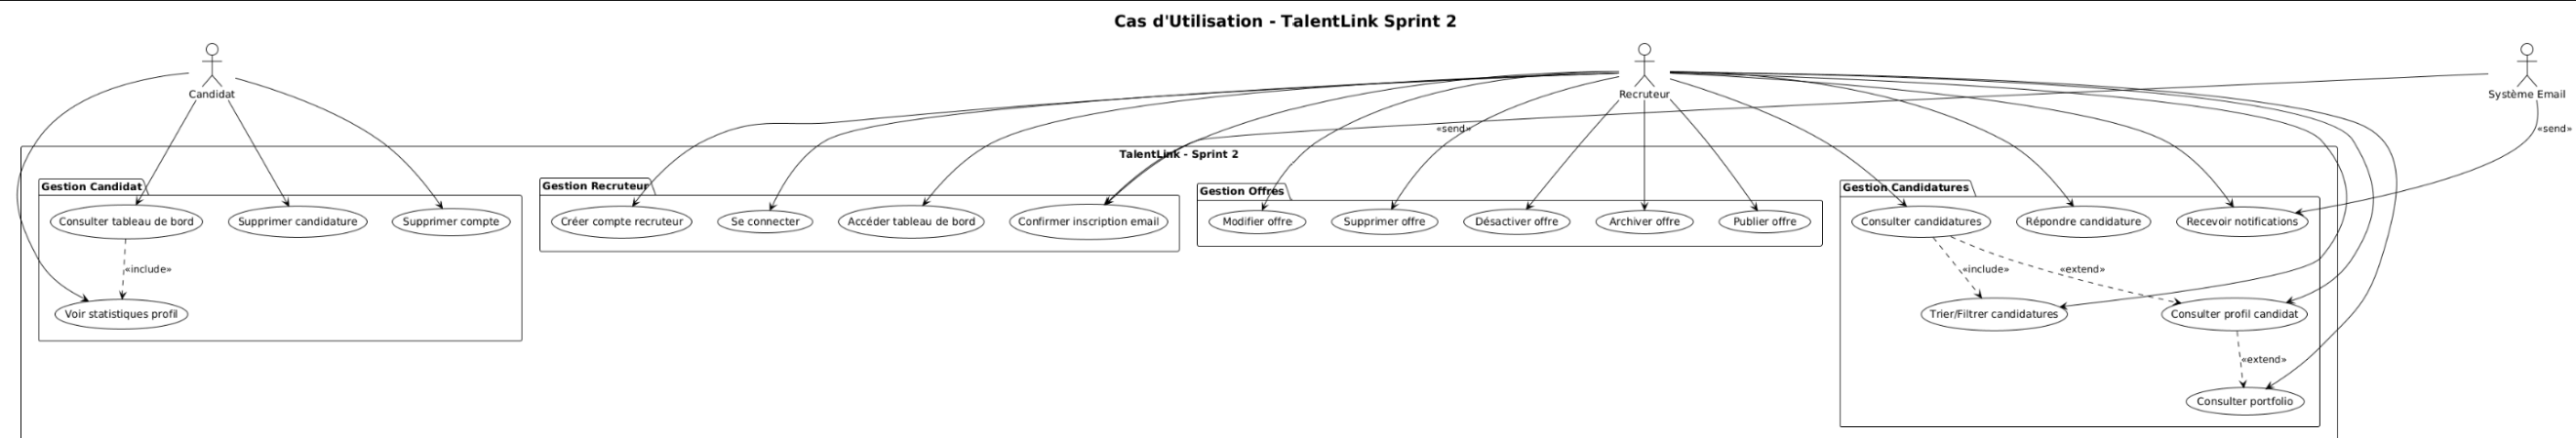 Cas d'Utilisation - TalentLink Sprint 2
Candidat
Recruteur
Système Email
«send»
«send»
TalentLink - Sprint 2
Gestion Candidat
Gestion Recruteur
Gestion Offres
Gestion Candidatures
Consulter tableau de bord
Supprimer candidature
Supprimer compte
Créer compte recruteur
Se connecter
Accéder tableau de bord
Confirmer inscription email
Modifier offre
Supprimer offre
Désactiver offre
Archiver offre
Publier offre
Consulter candidatures
Répondre candidature
Recevoir notifications
«include»
«include»
«extend»
Voir statistiques profil
Trier/Filtrer candidatures
Consulter profil candidat
«extend»
Consulter portfolio